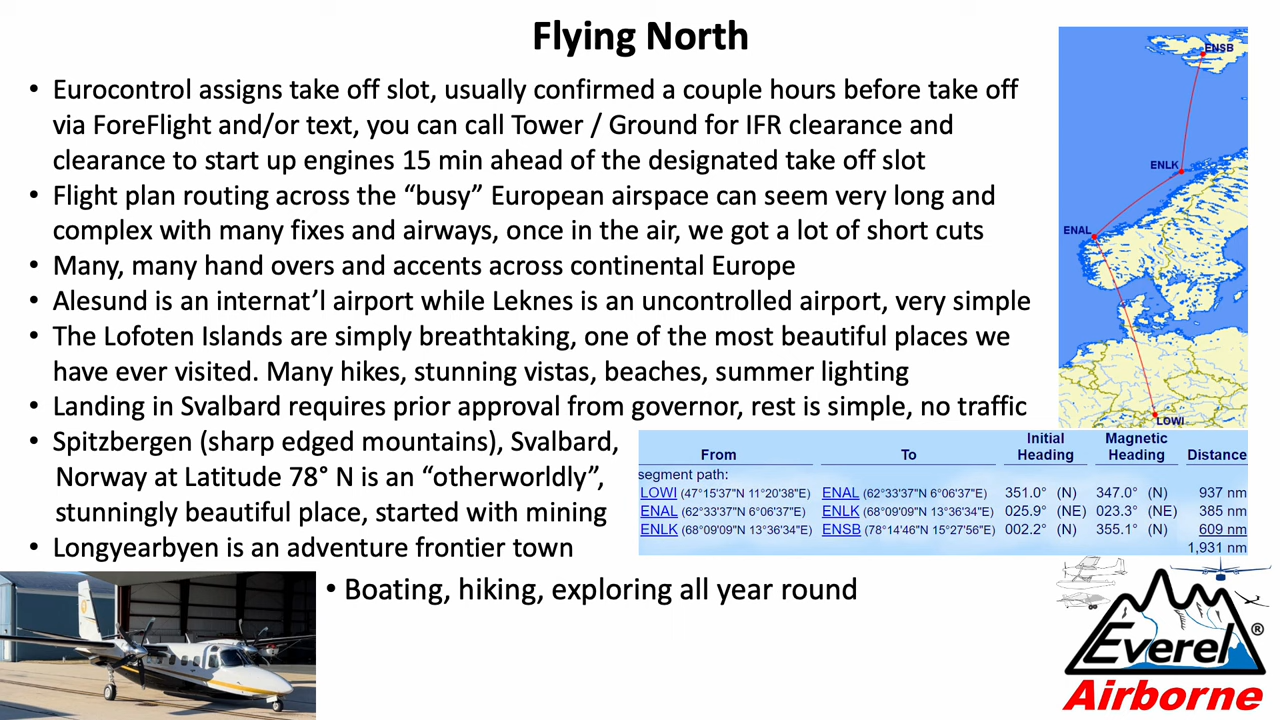 Flying North
• Eurocontrol assigns take off slot, usually confirmed a couple hours before take off
via ForeFlight and/or text, you can call Tower / Ground for IFR clearance and
clearance to start up engines 15 min ahead of the designated take off slot
• Flight plan routing across the “busy” European airspace can seem very long and
complex with many fixes and airways, once in the air, we got a lot of short cuts
• Many, many hand overs and accents across continental Europe
• Alesund is an internat’l airport while Leknes is an uncontrolled airport, very simple
• The Lofoten Islands are simply breathtaking, one of the most beautiful places we
have ever visited. Many hikes, stunning vistas, beaches, summer lighting
• Landing in Svalbard requires prior approval from governor, rest is simple, no traffic
• Spitzbergen (sharp edged mountains), Svalbard,
Norway at Latitude 78° N is an “otherworldly”,
stunningly beautiful place, started with mining
• Longyearbyen is an adventure frontier town
• Boating, hiking, exploring all year round
ENSB
ENLK
ENAL
LOWI
Initial Magnetic
From To Heading Heading Distance
segment path:
LOWI (47°15'37"N 11°20'38"E) ENAL (62°33'37"N 6°06'37"E) 351.0° (N) 347.0° (N) 937 nm
ENAL (62°33'37"N 6°06'37"E) ENLK (68°09'09"N 13°36'34"E) 025.9° (NE) 023.3° (NE) 385 nm
ENLK (68°09'09"N 13°36'34"E) ENSB (78°14'46"N 15°27'56"E) 002.2° (N) 355.1° (N) 609 nm
1,931 nm
Everel®
Airborne